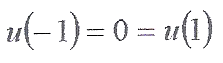 u(-1) = 0 = u(1)